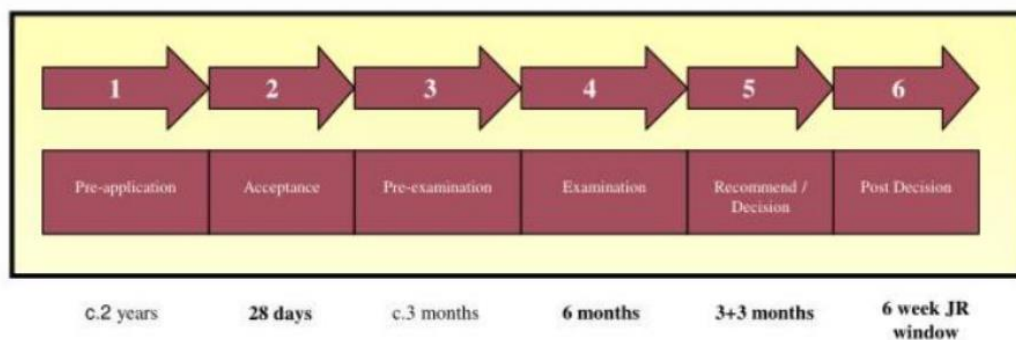 1 2 3 4 5 6
Pre-application Acceptance Pre-examination Examination Recommend / Post Decision
Decision
c.2 years 28 days c.3 months 6 months 3+3 months 6 week JR
window